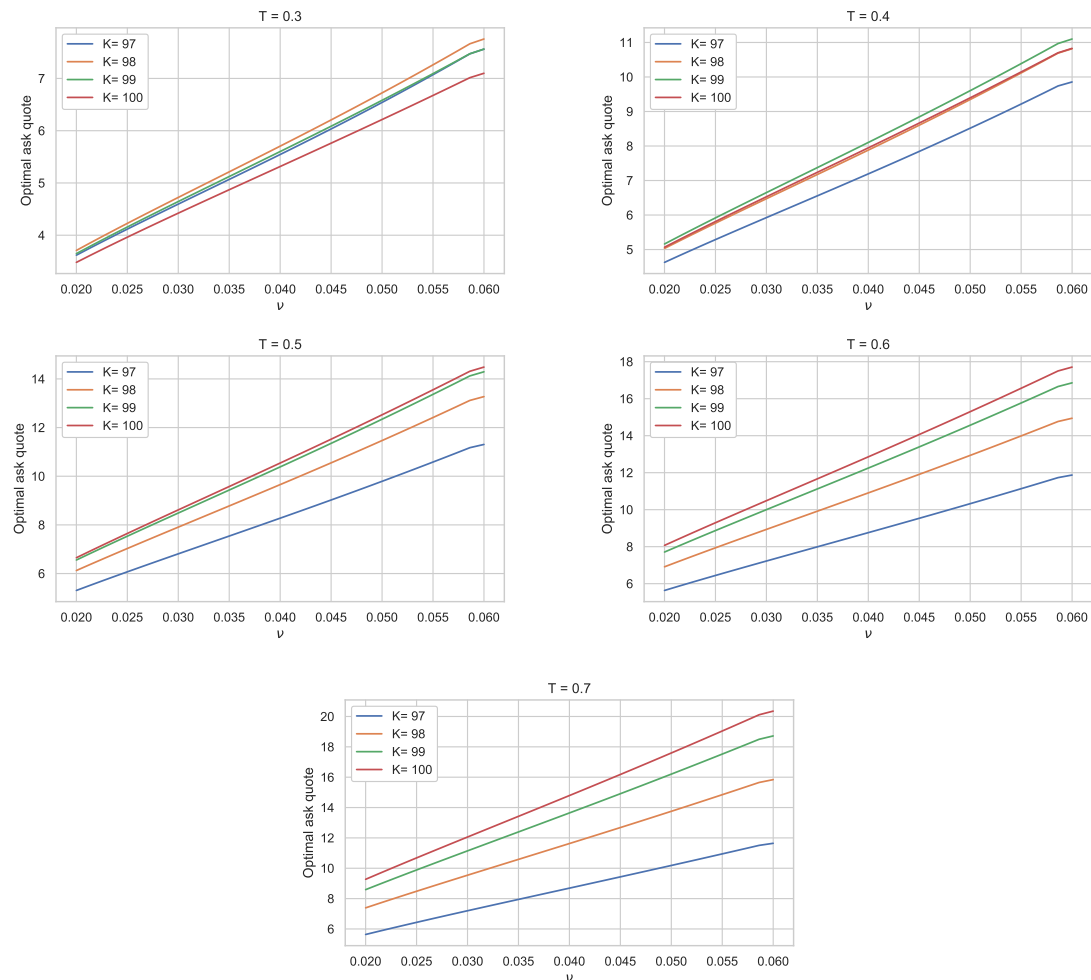 T = 0.3
Optimal ask quote
7
6
5
4
K= 97
K= 98
K= 99
K= 100
0.020 0.025 0.030 0.035 0.040 0.045 0.050 0.055 0.060
ν
T = 0.4
Optimal ask quote
11
10
9
8
7
6
5
K= 97
K= 98
K= 99
K= 100
0.020 0.025 0.030 0.035 0.040 0.045 0.050 0.055 0.060
ν
T = 0.5
Optimal ask quote
14
12
10
8
6
K= 97
K= 98
K= 99
K= 100
0.020 0.025 0.030 0.035 0.040 0.045 0.050 0.055 0.060
ν
T = 0.6
Optimal ask quote
18
16
14
12
10
8
6
K= 97
K= 98
K= 99
K= 100
0.020 0.025 0.030 0.035 0.040 0.045 0.050 0.055 0.060
ν
T = 0.7
Optimal ask quote
20
18
16
14
12
10
8
6
K= 97
K= 98
K= 99
K= 100
0.020 0.025 0.030 0.035 0.040 0.045 0.050 0.055 0.060
ν